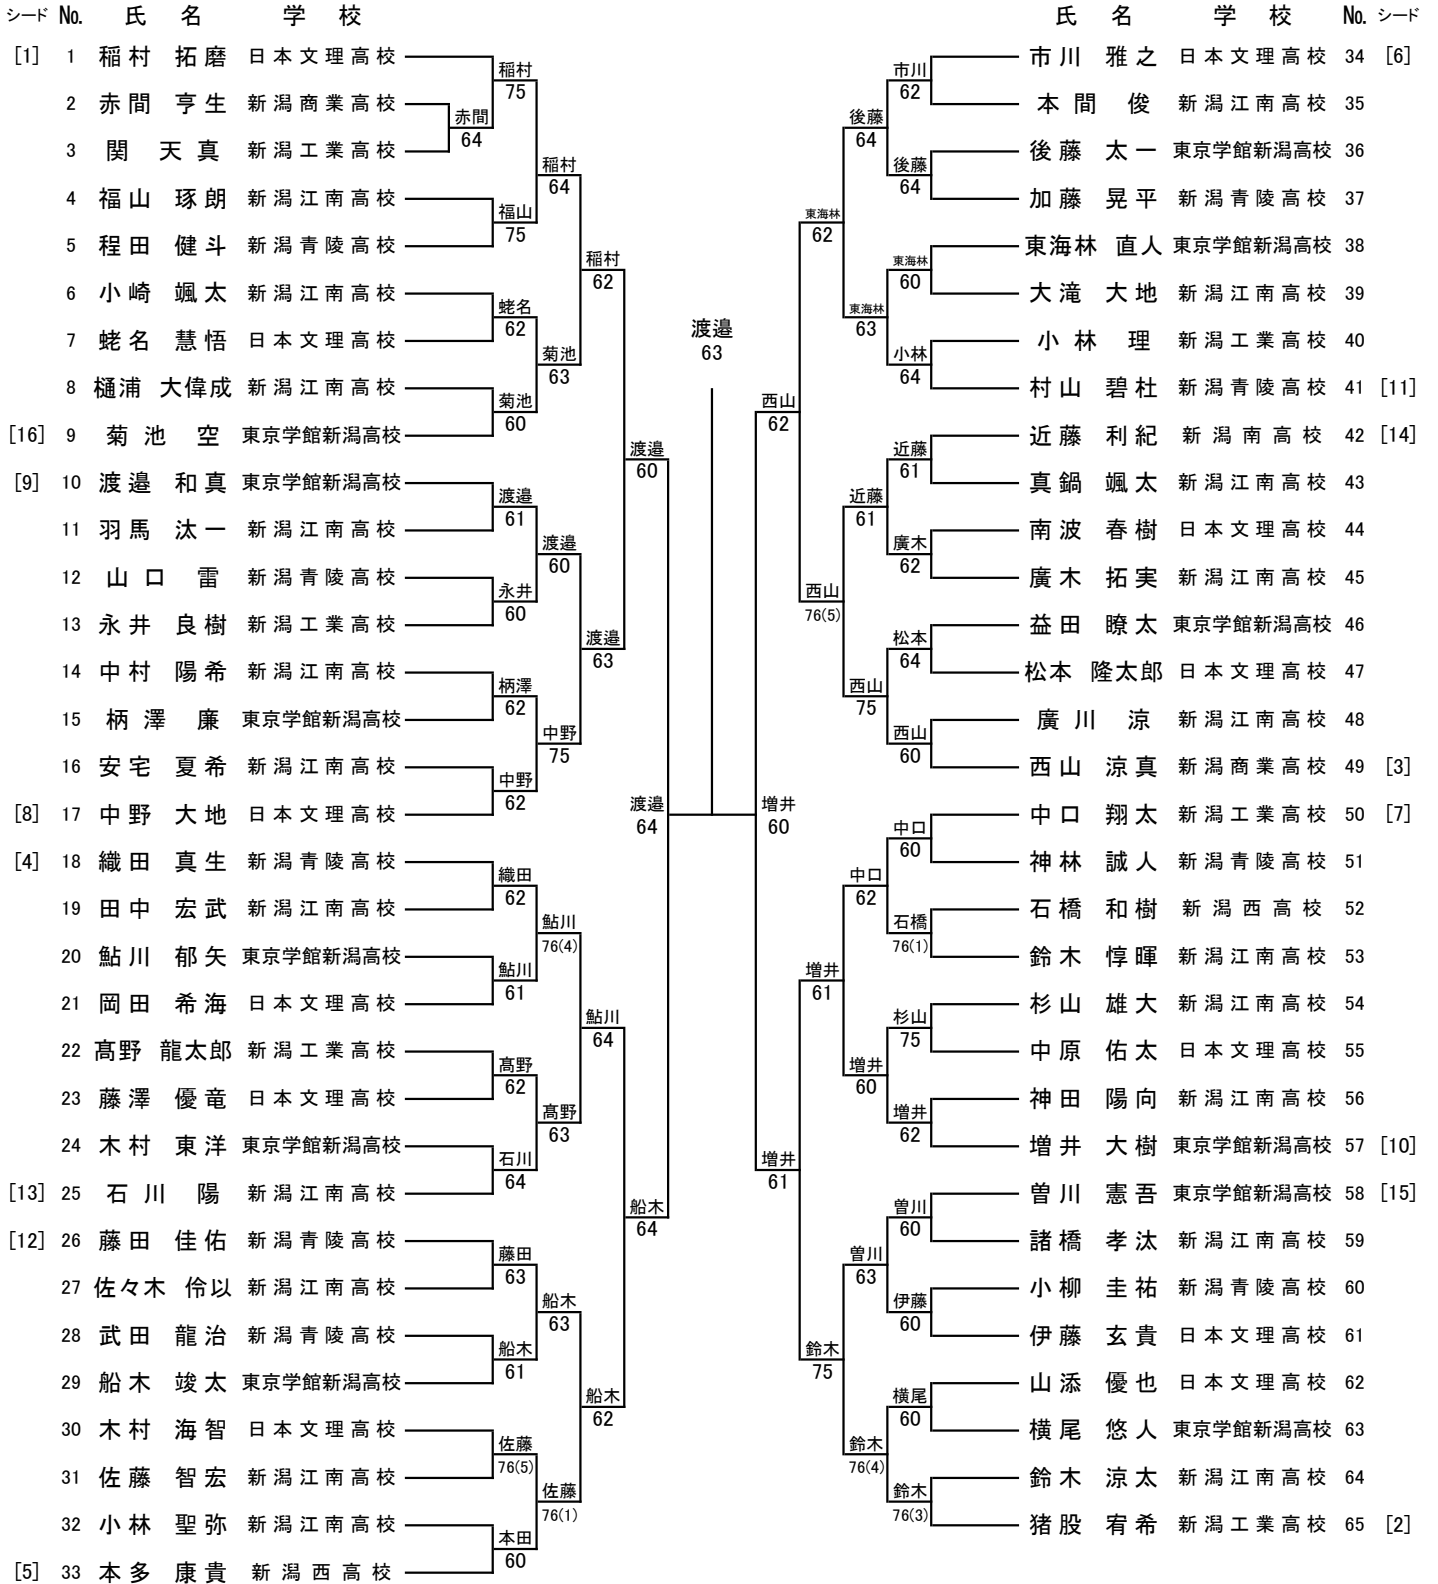 シード No. 氏 名 学 校
[1] 1 稲村 拓磨 日本文理高校
2 赤間 亨生 新潟商業高校
3 関 天真 新潟工業高校
4 福山 琢朗 新潟江南高校
5 程田 健斗 新潟青陵高校
6 小崎 颯太 新潟江南高校
7 蛯名 慧悟 日本文理高校
8 樋浦 大偉成 新潟江南高校
[16] 9 菊池 空 東京学館新潟高校
[9] 10 渡邉 和真 東京学館新潟高校
11 羽馬 汰一 新潟江南高校
12 山口 雷 新潟青陵高校
13 永井 良樹 新潟工業高校
14 中村 陽希 新潟江南高校
15 柄澤 廉 東京学館新潟高校
16 安宅 夏希 新潟江南高校
[8] 17 中野 大地 日本文理高校
[4] 18 織田 真生 新潟青陵高校
19 田中 宏武 新潟江南高校
20 鮎川 郁矢 東京学館新潟高校
21 岡田 希海 日本文理高校
22 髙野 龍太郎 新潟工業高校
23 藤澤 優竜 日本文理高校
24 木村 東洋 東京学館新潟高校
[13] 25 石川 陽 新潟江南高校
[12] 26 藤田 佳佑 新潟青陵高校
27 佐々木 伶以 新潟江南高校
28 武田 龍治 新潟青陵高校
29 船木 竣太 東京学館新潟高校
30 木村 海智 日本文理高校
31 佐藤 智宏 新潟江南高校
32 小林 聖弥 新潟江南高校
[5] 33 本多 康貴 新潟西高校
赤間
64
稲村
75
福山
75
蛯名
62
菊池
60
渡邉
61
永井
60
柄澤
62
中野
62
織田
62
鮎川
61
髙野
62
石川
64
藤田
63
船木
61
佐藤
76(5)
本田
60
稲村
64
菊池
63
渡邉
60
中野
75
鮎川
76(4)
髙野
63
船木
63
佐藤
76(1)
稲村
62
渡邉
63
鮎川
64
船木
62
渡邉
60
船木
64
渡邉
64
渡邉
63
増井
60
西山
62
増井
61
東海林
62
西山
76(5)
増井
61
鈴木
75
後藤
64
東海林
63
近藤
61
西山
75
中口
62
増井
60
曽川
63
鈴木
76(4)
市川
62
後藤
64
東海林
60
小林
64
近藤
61
廣木
62
松本
64
西山
60
中口
60
石橋
76(1)
杉山
75
増井
62
曽川
60
伊藤
60
横尾
60
鈴木
76(3)
氏 名 学 校 No. シード
市川 雅之 日本文理高校 34 [6]
本間 俊 新潟江南高校 35
後藤 太一 東京学館新潟高校 36
加藤 晃平 新潟青陵高校 37
東海林 直人 東京学館新潟高校 38
大滝 大地 新潟江南高校 39
小林 理 新潟工業高校 40
村山 碧杜 新潟青陵高校 41 [11]
近藤 利紀 新潟南高校 42 [14]
真鍋 颯太 新潟江南高校 43
南波 春樹 日本文理高校 44
廣木 拓実 新潟江南高校 45
益田 瞭太 東京学館新潟高校 46
松本 隆太郎 日本文理高校 47
廣川 涼 新潟江南高校 48
西山 涼真 新潟商業高校 49 [3]
中口 翔太 新潟工業高校 50 [7]
神林 誠人 新潟青陵高校 51
石橋 和樹 新潟西高校 52
鈴木 惇暉 新潟江南高校 53
杉山 雄大 新潟江南高校 54
中原 佑太 日本文理高校 55
神田 陽向 新潟江南高校 56
増井 大樹 東京学館新潟高校 57 [10]
曽川 憲吾 東京学館新潟高校 58 [15]
諸橋 孝汰 新潟江南高校 59
小柳 圭祐 新潟青陵高校 60
伊藤 玄貴 日本文理高校 61
山添 優也 日本文理高校 62
横尾 悠人 東京学館新潟高校 63
鈴木 涼太 新潟江南高校 64
猪股 宥希 新潟工業高校 65 [2]